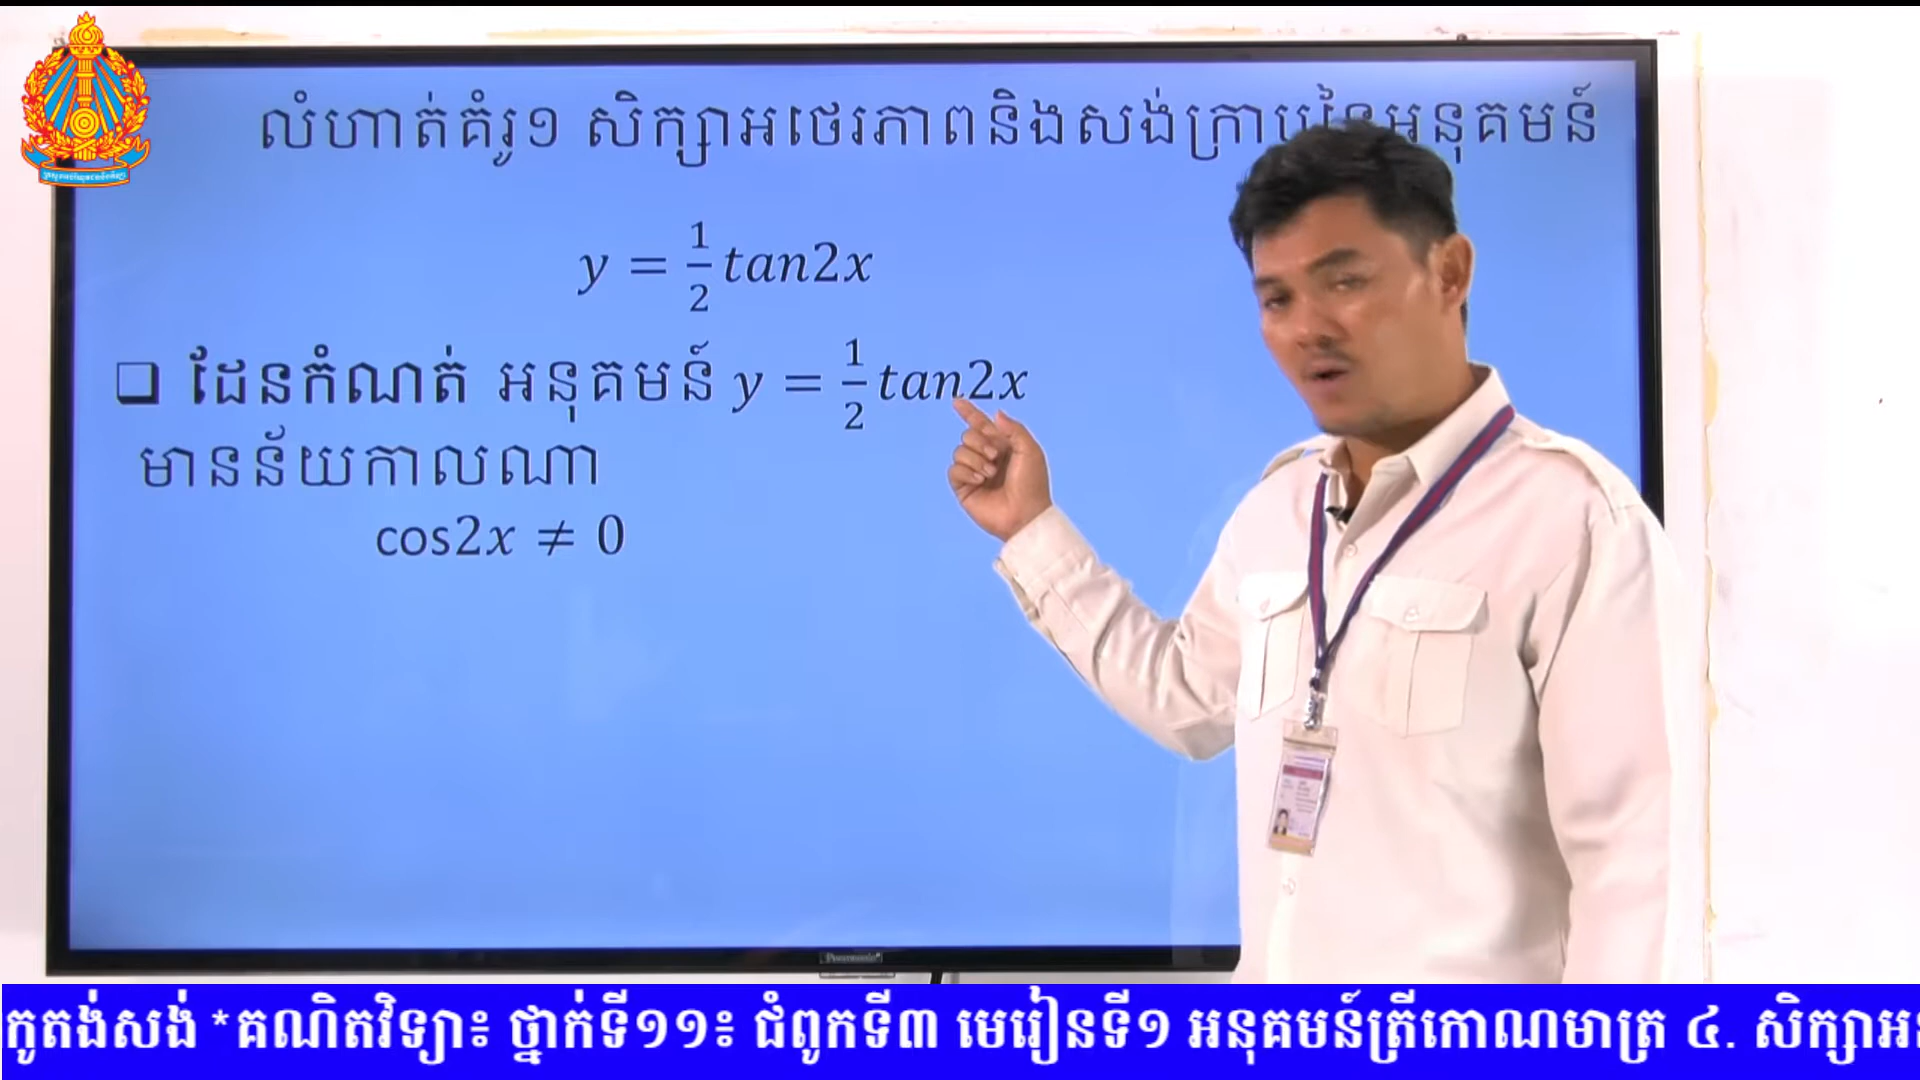 លំហាត់គំរូ១ សិក្សាអថេរភាពនិងសង់ក្រាបនៃអនុគមន៍
y = 1/2 tan2x
❑ ដែនកំណត់ អនុគមន៍ y = 1/2 tan2x
មានន័យកាលណា
cos2x ≠ 0
Panasonic
កូតង់សង់ *គណិតវិទ្យា៖ ថ្នាក់ទី១១៖ ជំពូកទី៣ មេរៀនទី១ អនុគមន៍ត្រីកោណមាត្រ ៤. សិក្សាអ